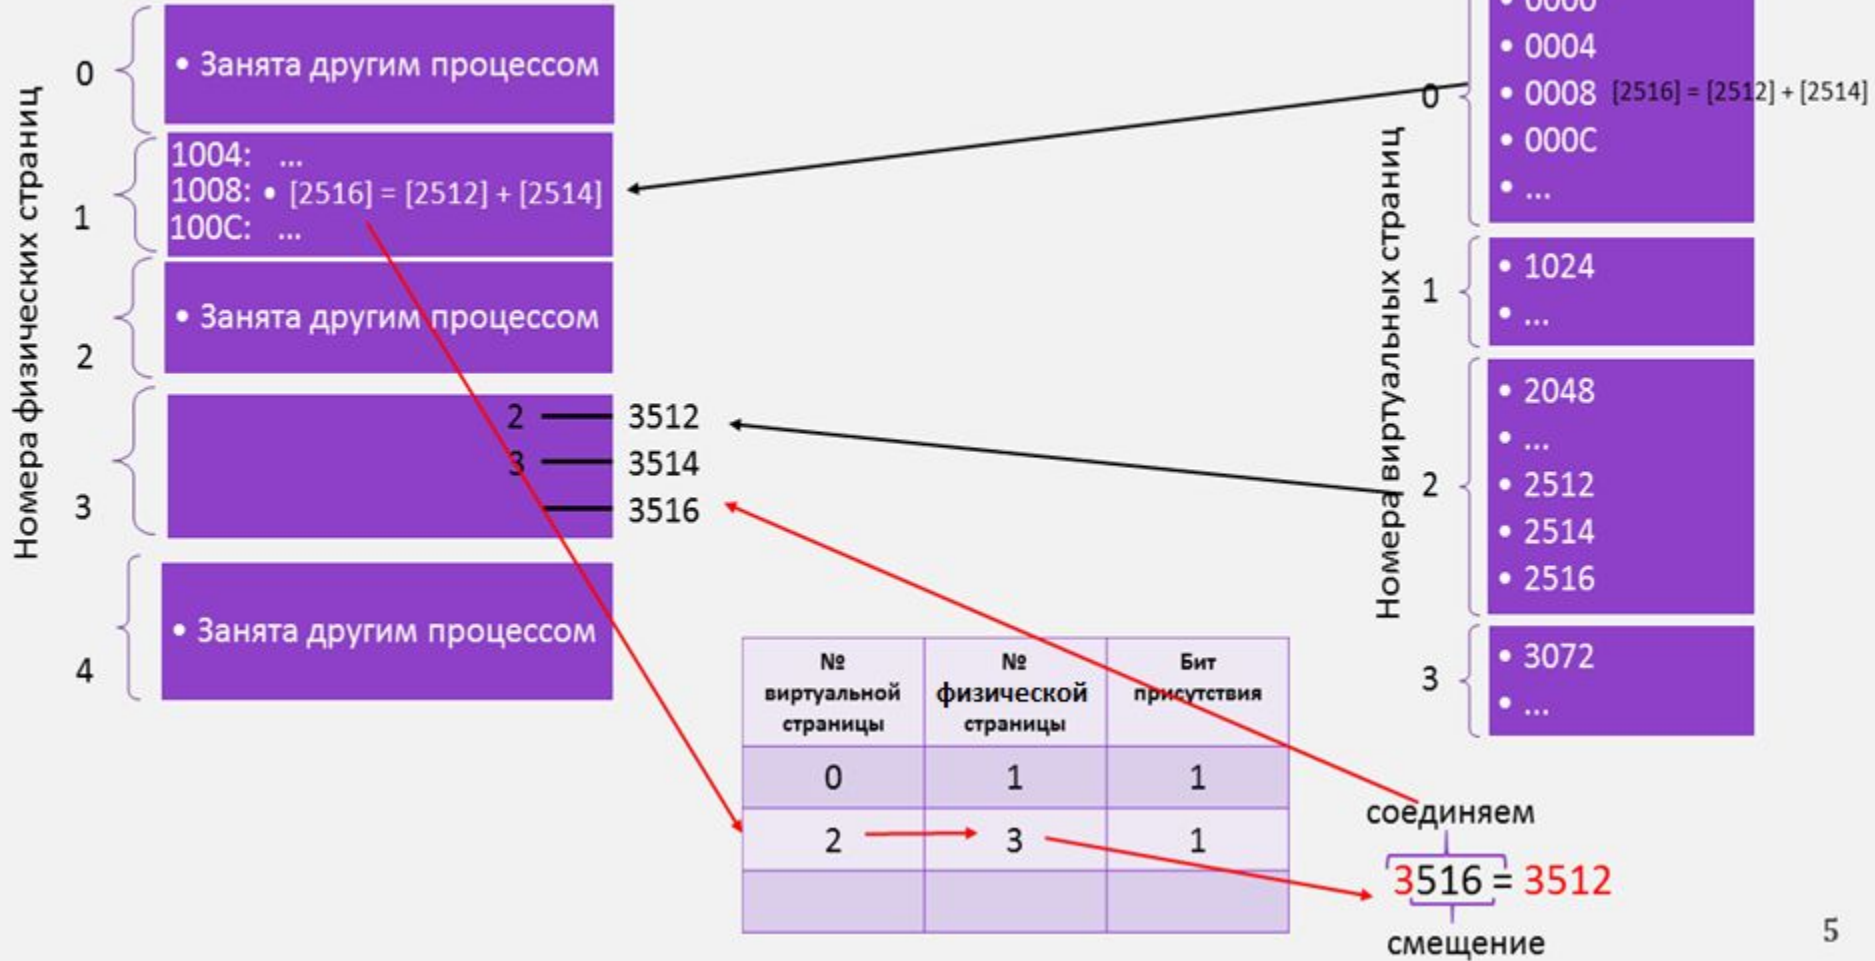 Номера физических страниц
0
• Занята другим процессом
1
1004: ...
1008: • [2516] = [2512] + [2514]
100C: ...
2
• Занята другим процессом
3
2
3512
3
3514
3516
4
• Занята другим процессом
Номера виртуальных страниц
0
• 0000
• 0004
• 0008 [2516] = [2512] + [2514]
• 000C
• ...
1
• 1024
• ...
2
• 2048
• ...
• 2512
• 2514
• 2516
3
• 3072
• ...
№ виртуальной страницы
№ физической страницы
Бит присутствия
0
1
1
2
3
1
соединяем
3516 = 3512
смещение
5